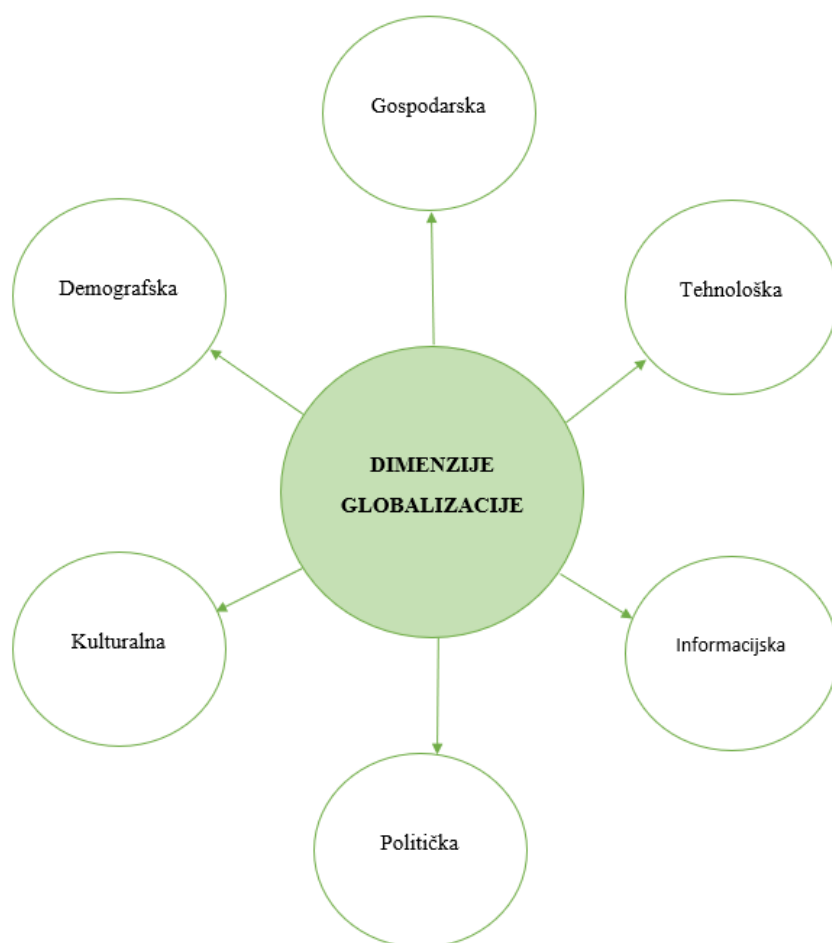 Gospodarska
Demografska
Tehnološka
DIMENZIJE
GLOBALIZACIJE
Kulturalna
Informacijska
Politička